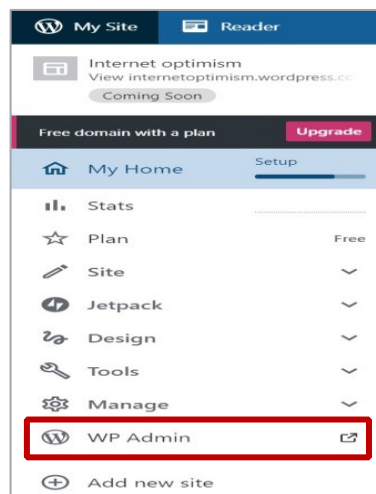 My Site Reader
Internet optimism
View internetoptimism.wordpress.cc
Coming Soon
Free domain with a plan Upgrade
My Home Setup
Stats
Plan Free
Site
Jetpack
Design
Tools
Manage
WP Admin
Add new site